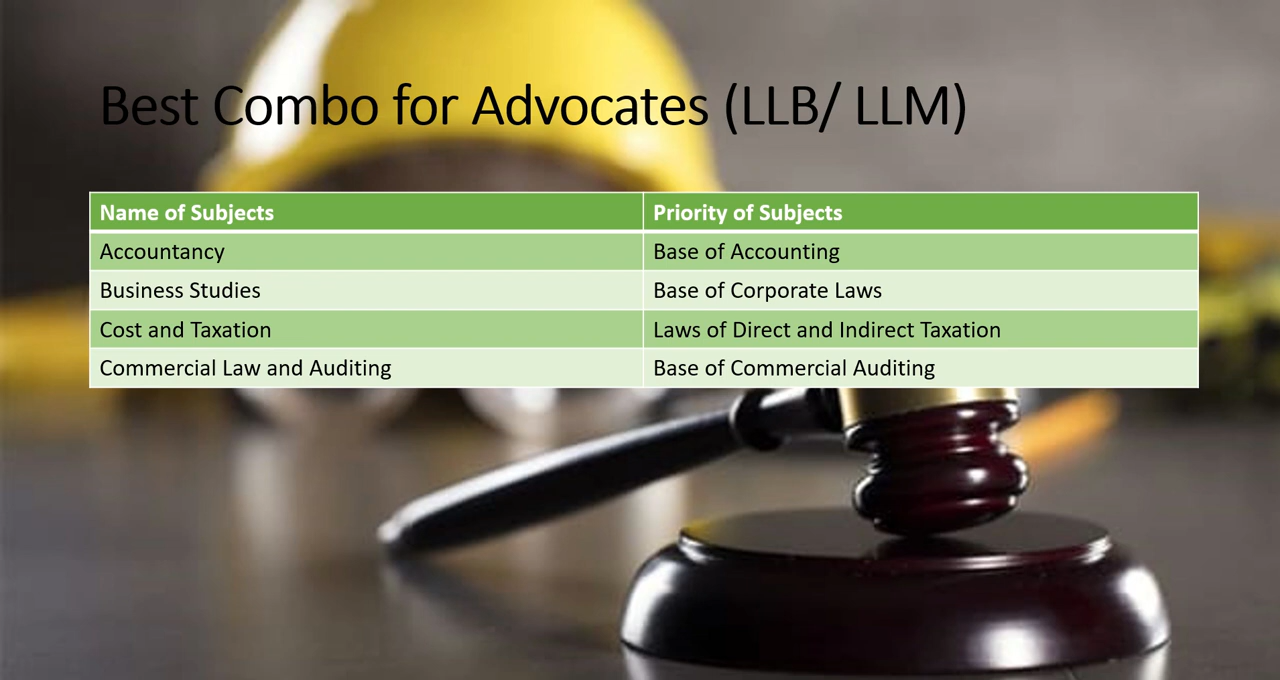 Best Combo for Advocates (LLB/ LLM)
Name of Subjects Priority of Subjects
Accountancy Base of Accounting
Business Studies Base of Corporate Laws
Cost and Taxation Laws of Direct and Indirect Taxation
Commercial Law and Auditing Base of Commercial Auditing